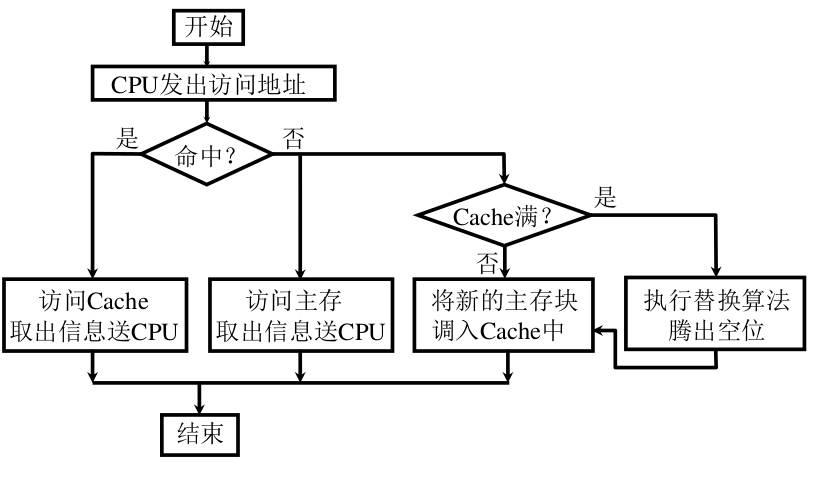 开始
CPU发出访问地址
是
否
命中？
Cache满？
是
否
访问Cache
取出信息送CPU
访问主存
取出信息送CPU
将新的主存块
调入Cache中
执行替换算法
腾出空位
结束